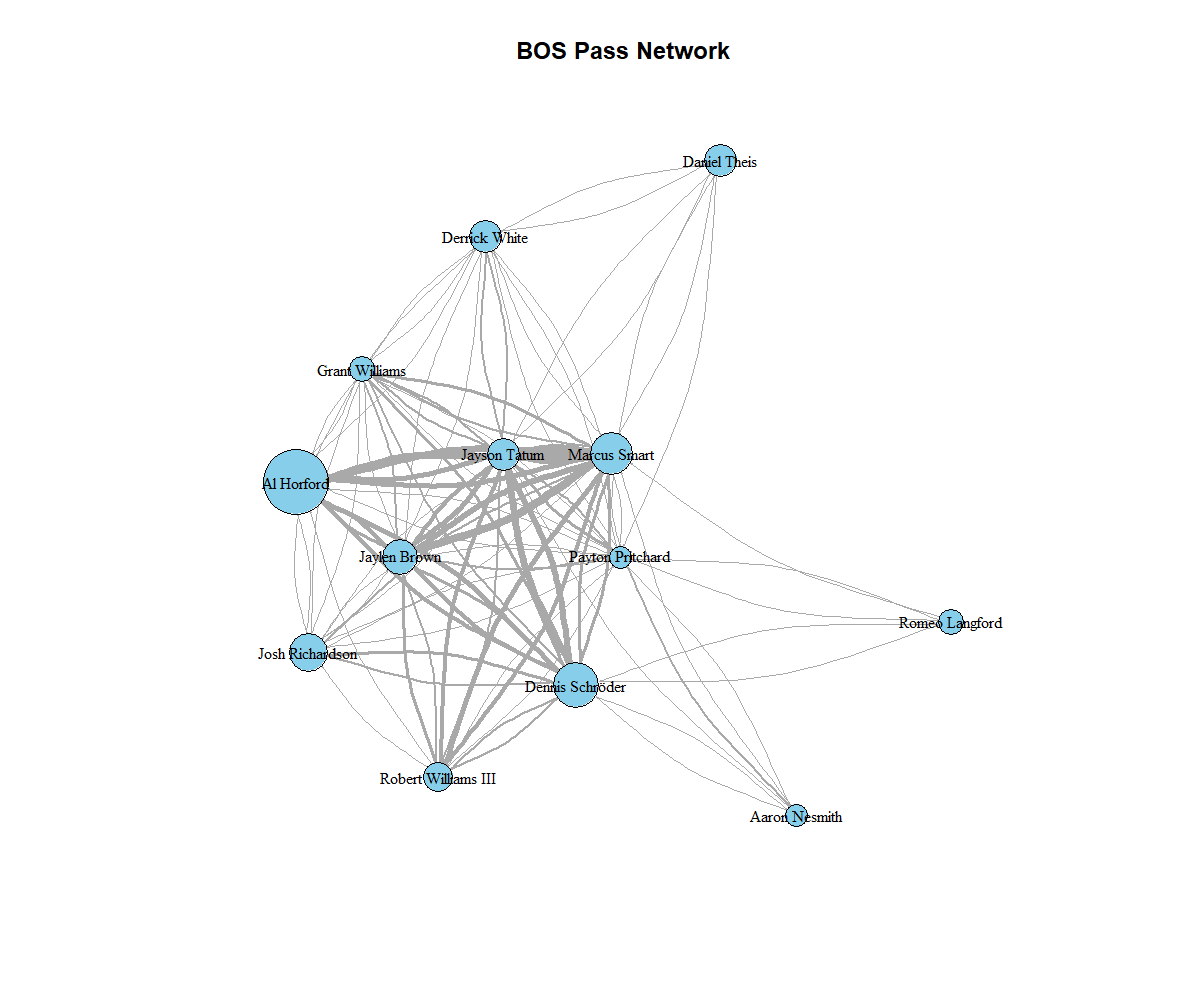 BOS Pass Network
Daniel Theis
Derrick White
Grant Williams
Jayson Tatum
Marcus Smart
Al Horford
Jaylen Brown
Payton Pritchard
Romeo Langford
Josh Richardson
Dennis Schröder
Robert Williams III
Aaron Nesmith